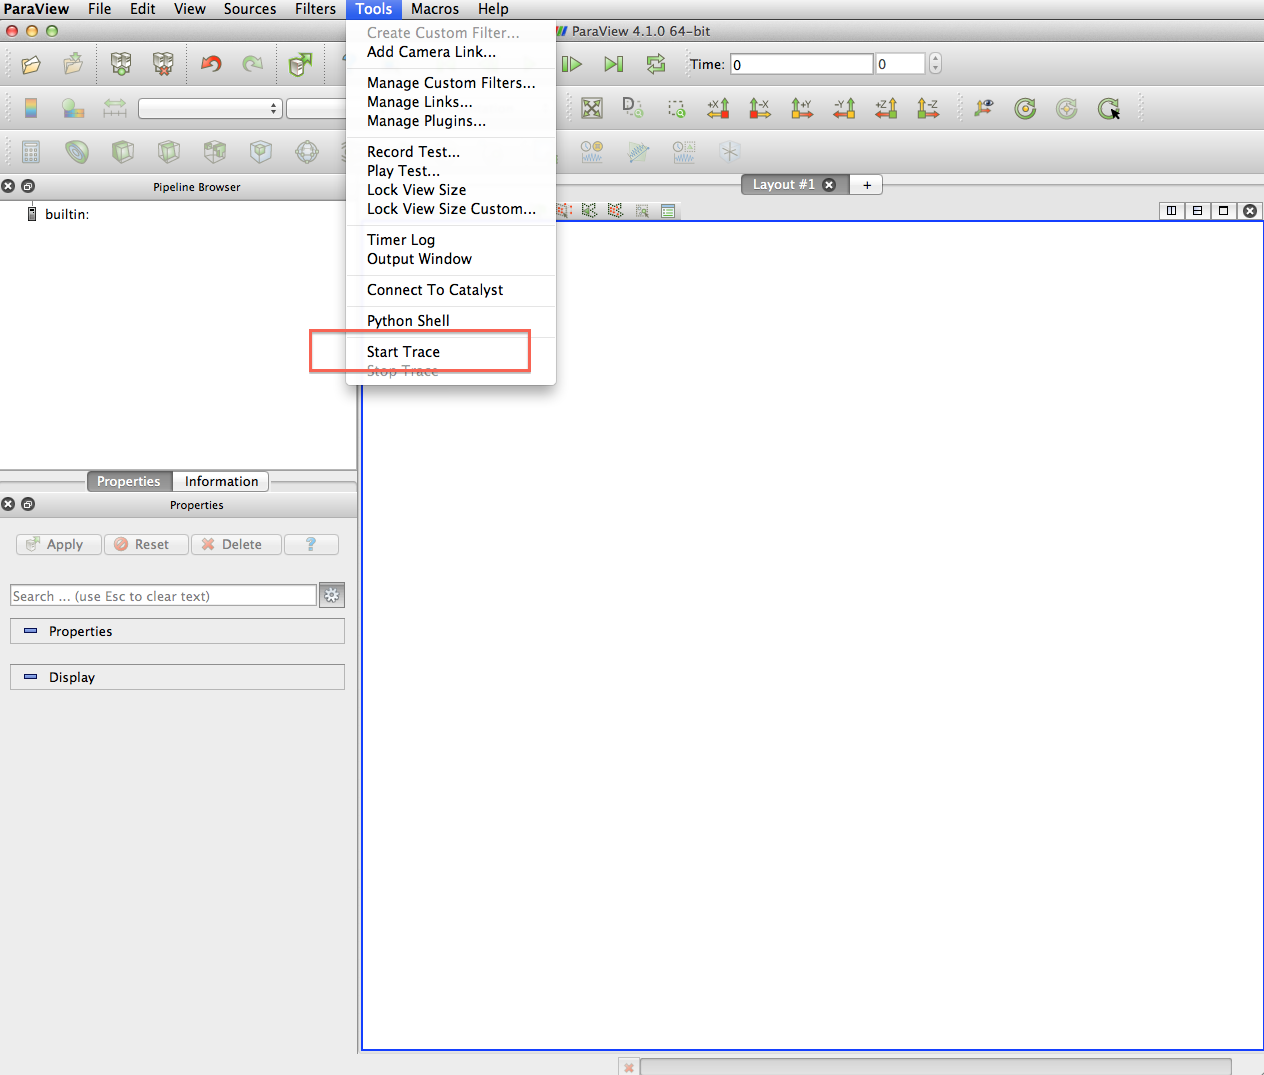 ParaView File Edit View Sources Filters Tools Macros Help
ParaView 4.1.0 64-bit
Create Custom Filter...
Add Camera Link...
Manage Custom Filters...
Manage Links...
Manage Plugins...
Record Test...
Play Test...
Lock View Size
Lock View Size Custom...
Timer Log
Output Window
Connect To Catalyst
Python Shell
Start Trace
Stop Trace
Time: 0 0
D +X -X +Y -Y +Z -Z
Pipeline Browser
Layout #1 +
builtin:
Properties Information
Properties
Apply Reset Delete ?
Search ... (use Esc to clear text)
Properties
Display